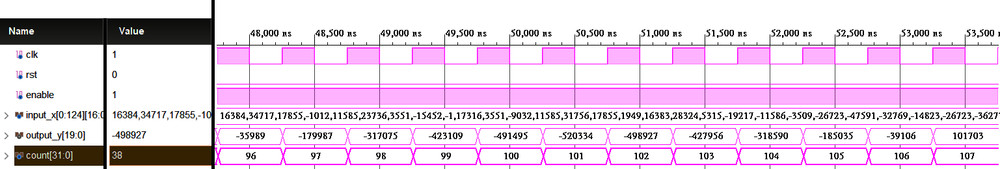 48,000 ns 48,500 ns 49,000 ns 49,500 ns 50,000 ns 50,500 ns 51,000 ns 51,500 ns 52,000 ns 52,500 ns 53,000 ns 53,500
Name Value
clk 1
rst 0
enable 1
input_x[0:124][16:0 16384,34717,17855,-10 16384,34717,17855,-1012,11585,23736,3551,-15452,-1,17316,3551,-9032,11585,31756,17855,1949,16383,28324,5315,-19217,-11586,-3509,-26723,-47591,-32769,-14823,-26723,-3627
output_y[19:0] -498927 -35989 -179987 -317075 -423109 -491495 -520334 -498927 -427956 -318590 -185035 -39106 101703
count[31:0] 38 96 97 98 99 100 101 102 103 104 105 106 107